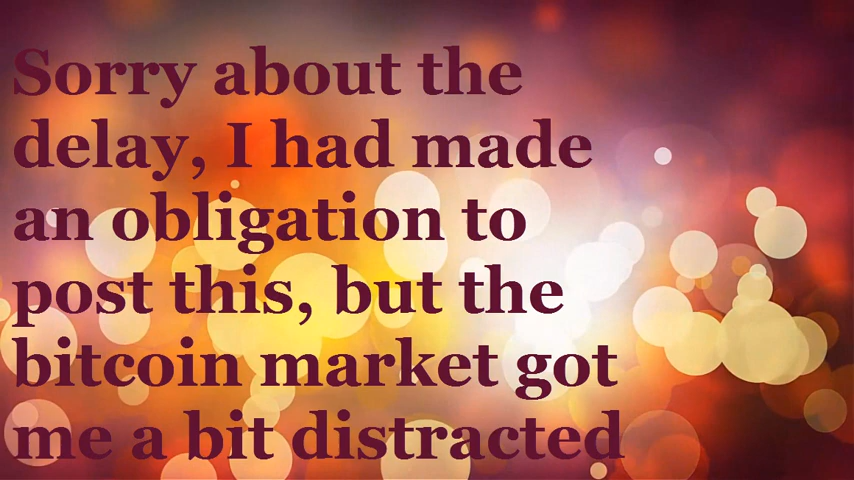 Sorry about the
delay, I had made
an obligation to
post this, but the
bitcoin market got
me a bit distracted